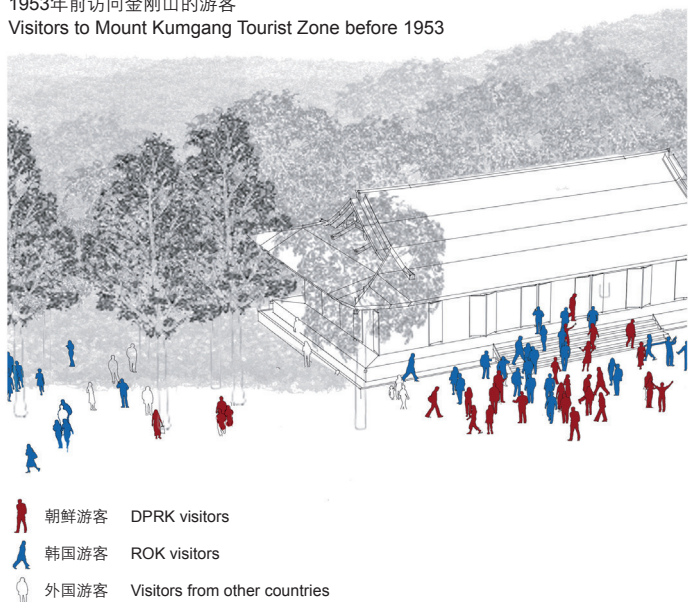 1953年前访问金刚山的游客
Visitors to Mount Kumgang Tourist Zone before 1953
朝鲜游客 DPRK visitors
韩国游客 ROK visitors
外国游客 Visitors from other countries